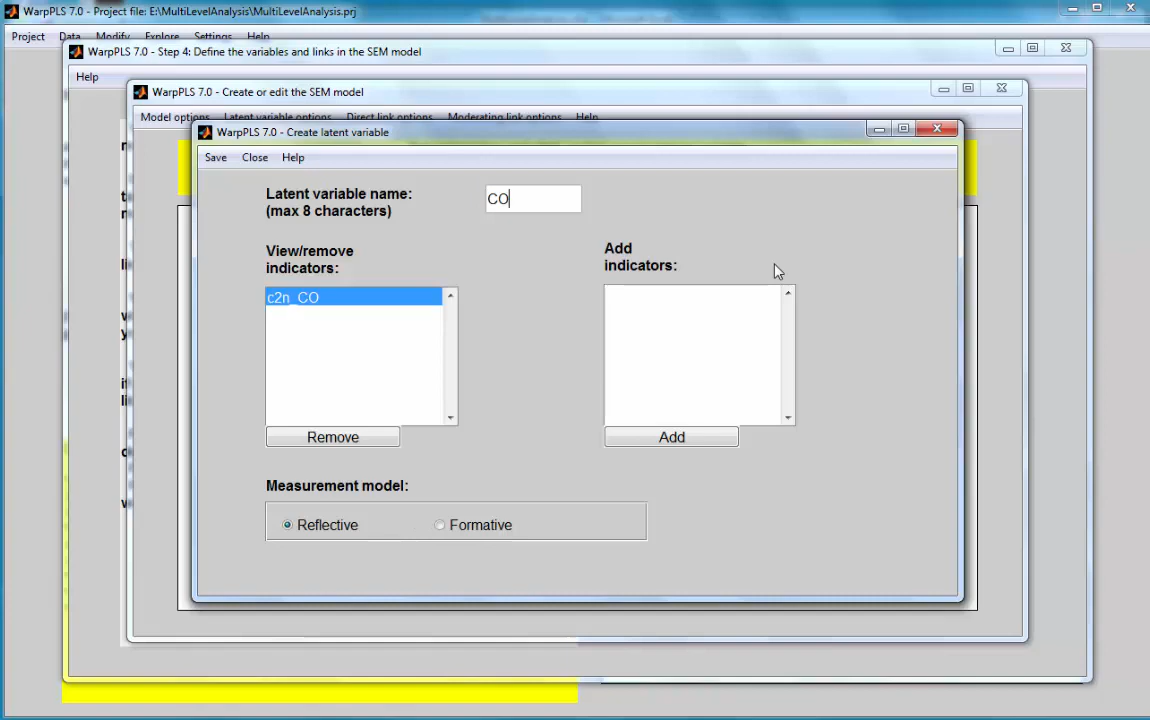 WarpPLS 7.0 - Project file: E:\MultiLevelAnalysis\MultiLevelAnalysis.prj
Project Data Modify Explore Settings Help
WarpPLS 7.0 - Step 4: Define the variables and links in the SEM model
Help
WarpPLS 7.0 - Create or edit the SEM model
Model options Latent variable options Direct link options Moderating link options Help
WarpPLS 7.0 - Create latent variable
Save Close Help
Latent variable name:
(max 8 characters)
CO
View/remove
indicators:
Add
indicators:
c2n_CO
Remove
Add
Measurement model:
Reflective
Formative